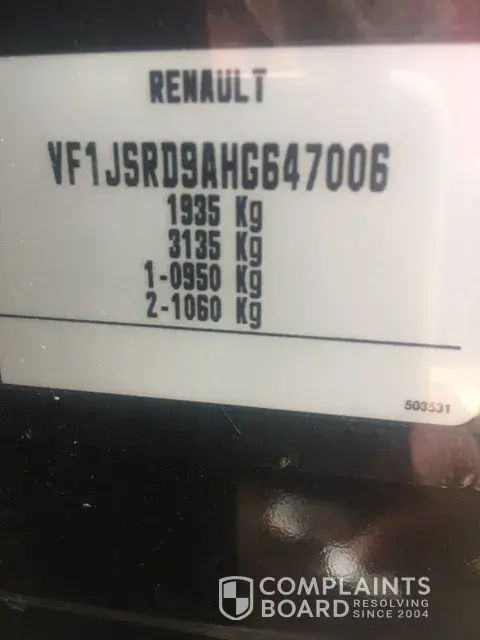 RENAULT
VF1JSRD9AHG647006
1935 Kg
3135 Kg
1-0950 Kg
2-1060 Kg
503531
COMPLAINTS
BOARD RESOLVING
SINCE 2004